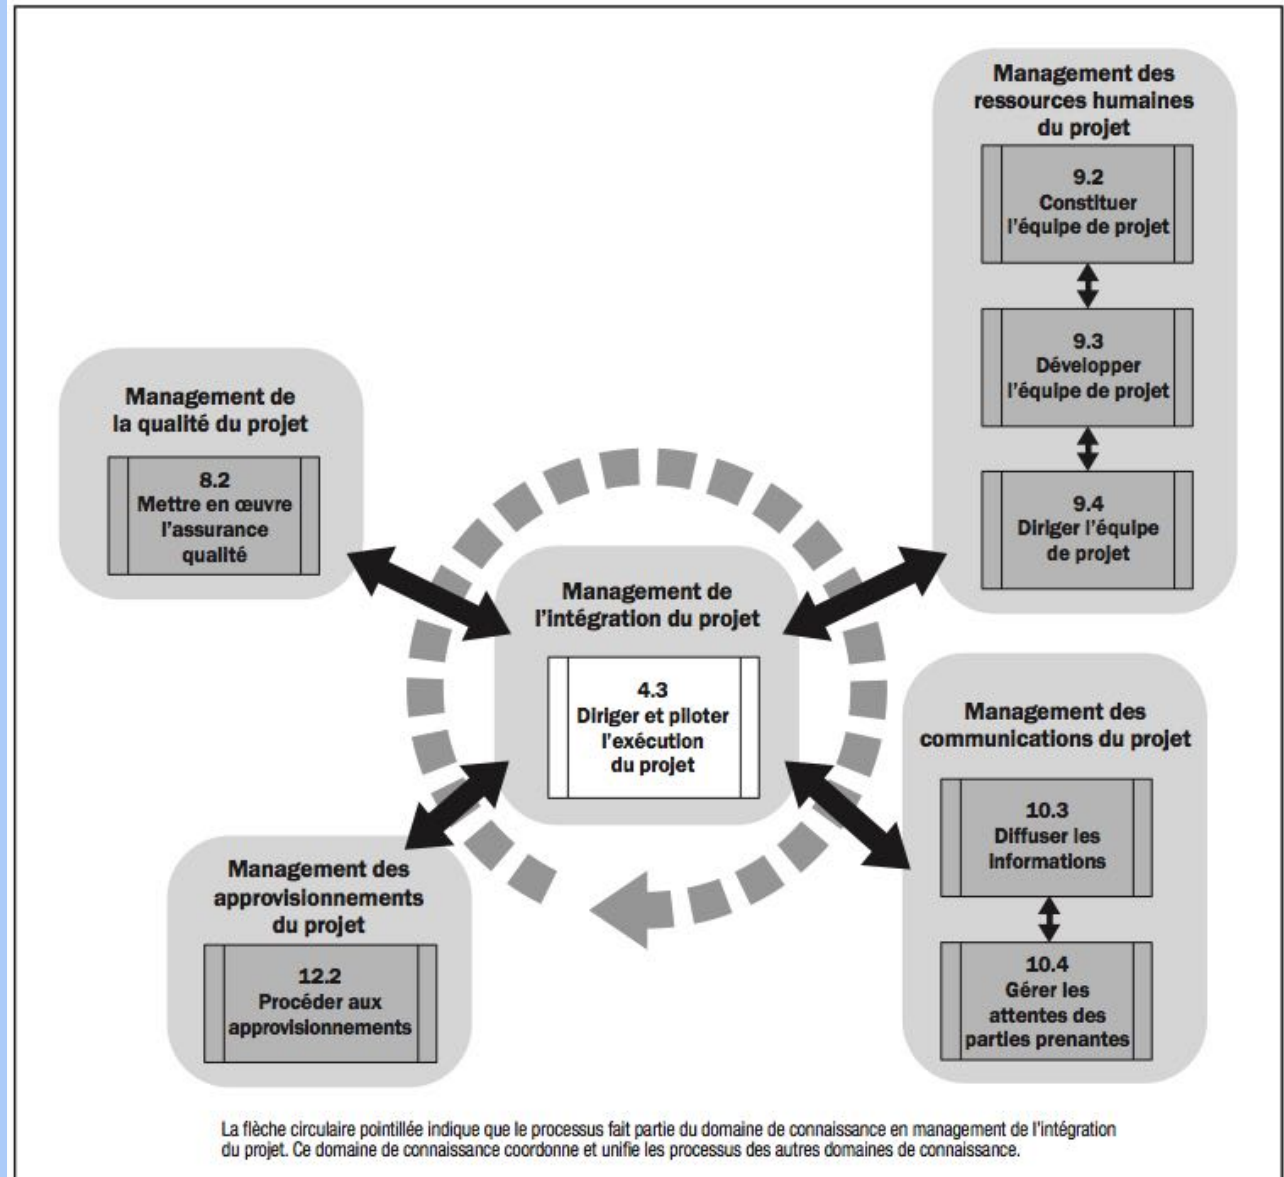 Management des
ressources humaines
du projet
9.2
Constituer
l'équipe de projet
9.3
Développer
l'équipe de projet
9.4
Diriger l'équipe
de projet
Management de
la qualité du projet
8.2
Mettre en œuvre
l'assurance
qualité
Management de
l'intégration du projet
4.3
Diriger et piloter
l'exécution
du projet
Management des
communications du projet
10.3
Diffuser les
informations
10.4
Gérer les
attentes des
parties prenantes
Management des
approvisionnements
du projet
12.2
Procéder aux
approvisionnements
La flèche circulaire pointillée indique que le processus fait partie du domaine de connaissance en management de l'intégration
du projet. Ce domaine de connaissance coordonne et unifie les processus des autres domaines de connaissance.